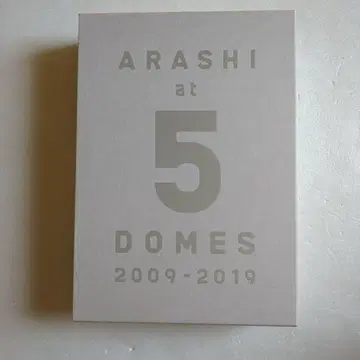 ARASHI
at
5
DOMES
2009-2019